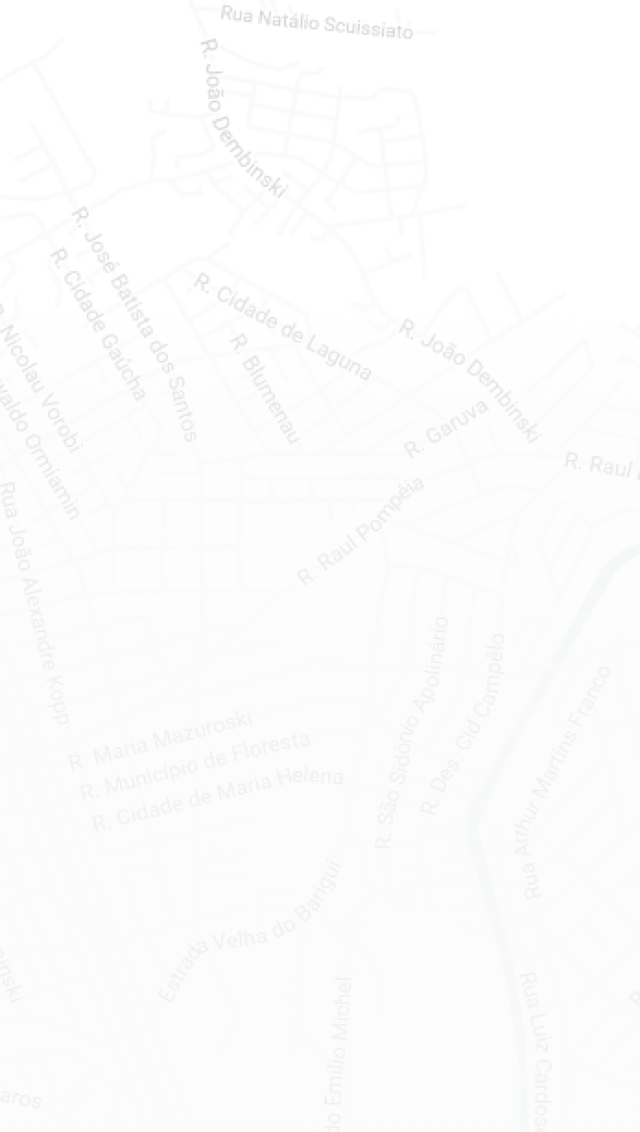 Rua Natálio Scuissiato
R. João Dembinski
R. José Batista dos Santos
R. Cidade Gaúcha
R. Cidade de Laguna
Nicolau Vorobi
R. Blumenau
R. João Dembinski
Ormiamin
R. Garuva
R. Raul
R. Raul Pompéia
Rua João Alexandre Kopp
R. São Sidônio Apolinário
R. Des. Cid Campêlo
Rua Arthur Martins Franco
R. Maria Mazuroski
R. Município de Floresta
R. Cidade de Maria Helena
Estrada Velha do Barigui
Emílio Michel
Rua Luiz Cardoso